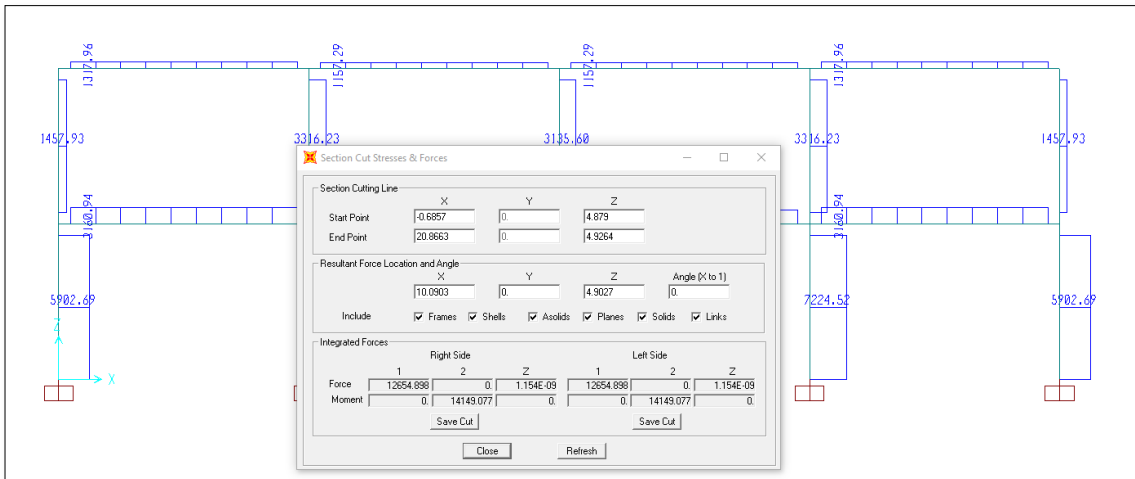 1317.96 1157.29 1157.29 1317.96
1457.93 3316.23 3135.60 3316.23 1457.93
Section Cut Stresses & Forces
Section Cutting Line
X Y Z
Start Point -0.6857 0. 4.879
End Point 20.8663 0. 4.9264
3160.94 3160.94
Resultant Force Location and Angle
X Y Z Angle (X to 1)
10.0903 0. 4.9027 0.
5902.69 7224.52 5902.69
Include Frames Shells Asolids Planes Solids Links
Z
Integrated Forces
Right Side Left Side
X
1 2 Z 1 2 Z
Force 12654.898 0. 1.154E-09 12654.898 0. 1.154E-09
Moment 0. 14149.077 0. 0. 14149.077 0.
Save Cut Save Cut
Close Refresh